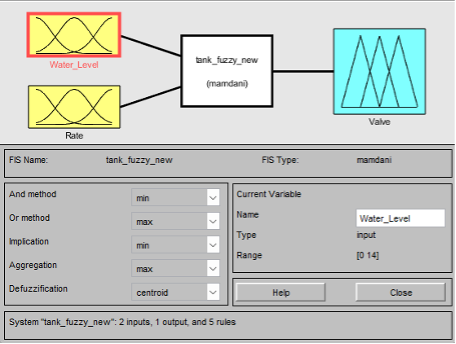 Water_Level
tank_fuzzy_new
(mamdani)
Rate
Valve
FIS Name: tank_fuzzy_new FIS Type: mamdani
And method min
Or method max
Implication min
Aggregation max
Defuzzification centroid
Current Variable
Name Water_Level
Type input
Range [0 14]
Help Close
System "tank_fuzzy_new": 2 inputs, 1 output, and 5 rules